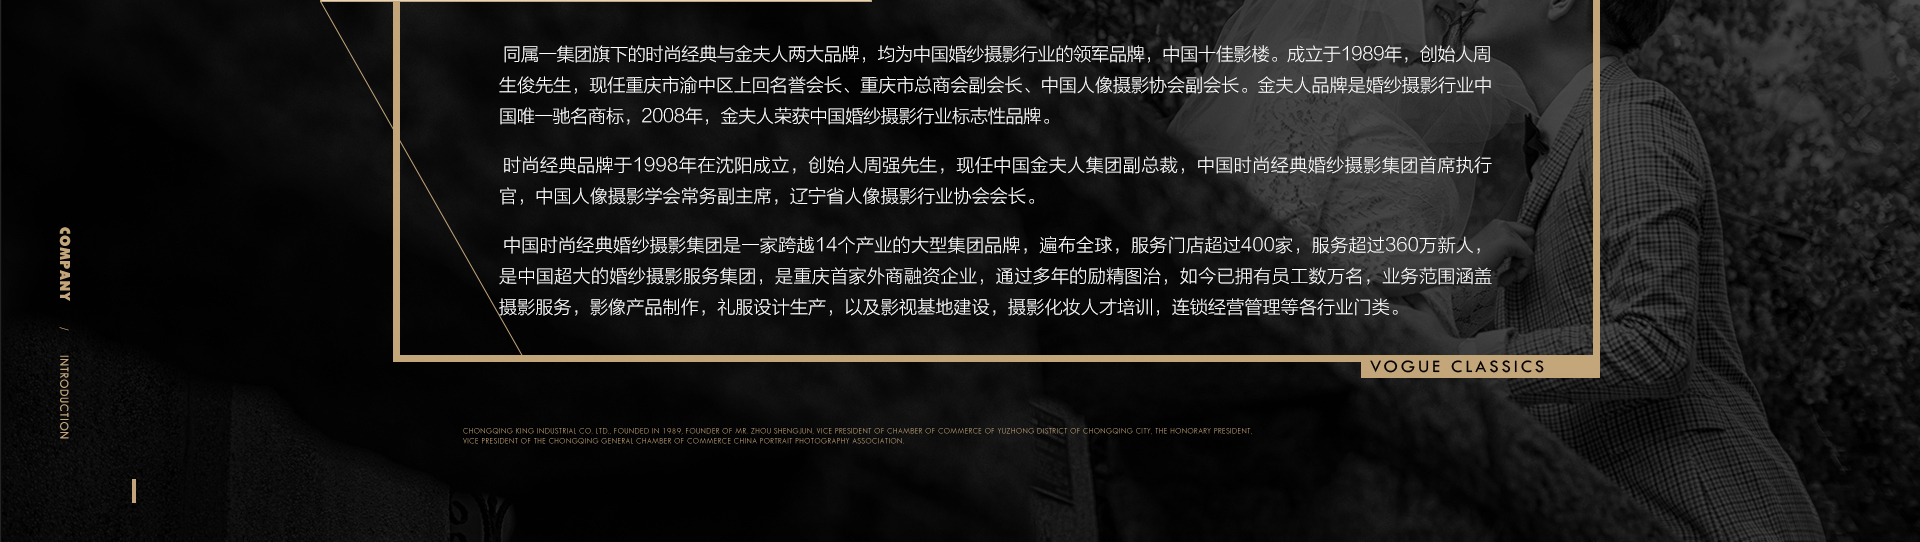 同属一集团旗下的时尚经典与金夫人两大品牌，均为中国婚纱摄影行业的领军品牌，中国十佳影楼。成立于1989年，创始人周
生俊先生，现任重庆市渝中区上回名誉会长、重庆市总商会副会长、中国人像摄影协会副会长。金夫人品牌是婚纱摄影行业中
国唯一驰名商标，2008年，金夫人荣获中国婚纱摄影行业标志性品牌。
时尚经典品牌于1998年在沈阳成立，创始人周强先生，现任中国金夫人集团副总裁，中国时尚经典婚纱摄影集团首席执行
官，中国人像摄影学会常务副主席，辽宁省人像摄影行业协会会长。
中国时尚经典婚纱摄影集团是一家跨越14个产业的大型集团品牌，遍布全球，服务门店超过400家，服务超过360万新人，
是中国超大的婚纱摄影服务集团，是重庆首家外商融资企业，通过多年的励精图治，如今已拥有员工数万名，业务范围涵盖
摄影服务，影像产品制作，礼服设计生产，以及影视基地建设，摄影化妆人才培训，连锁经营管理等各行业门类。
VOGUE CLASSICS
COMPANY / INTRODUCTION
CHONGQING KING INDUSTRIAL CO. LTD., FOUNDED IN 1989, FOUNDER OF MR. ZHOU SHENGJUN, VICE PRESIDENT OF CHAMBER OF COMMERCE OF YUZHONG DISTRICT OF CHONGQING CITY, THE HONORARY PRESIDENT,
VICE PRESIDENT OF THE CHONGQING GENERAL CHAMBER OF COMMERCE CHINA PORTRAIT PHOTOGRAPHY ASSOCIATION.